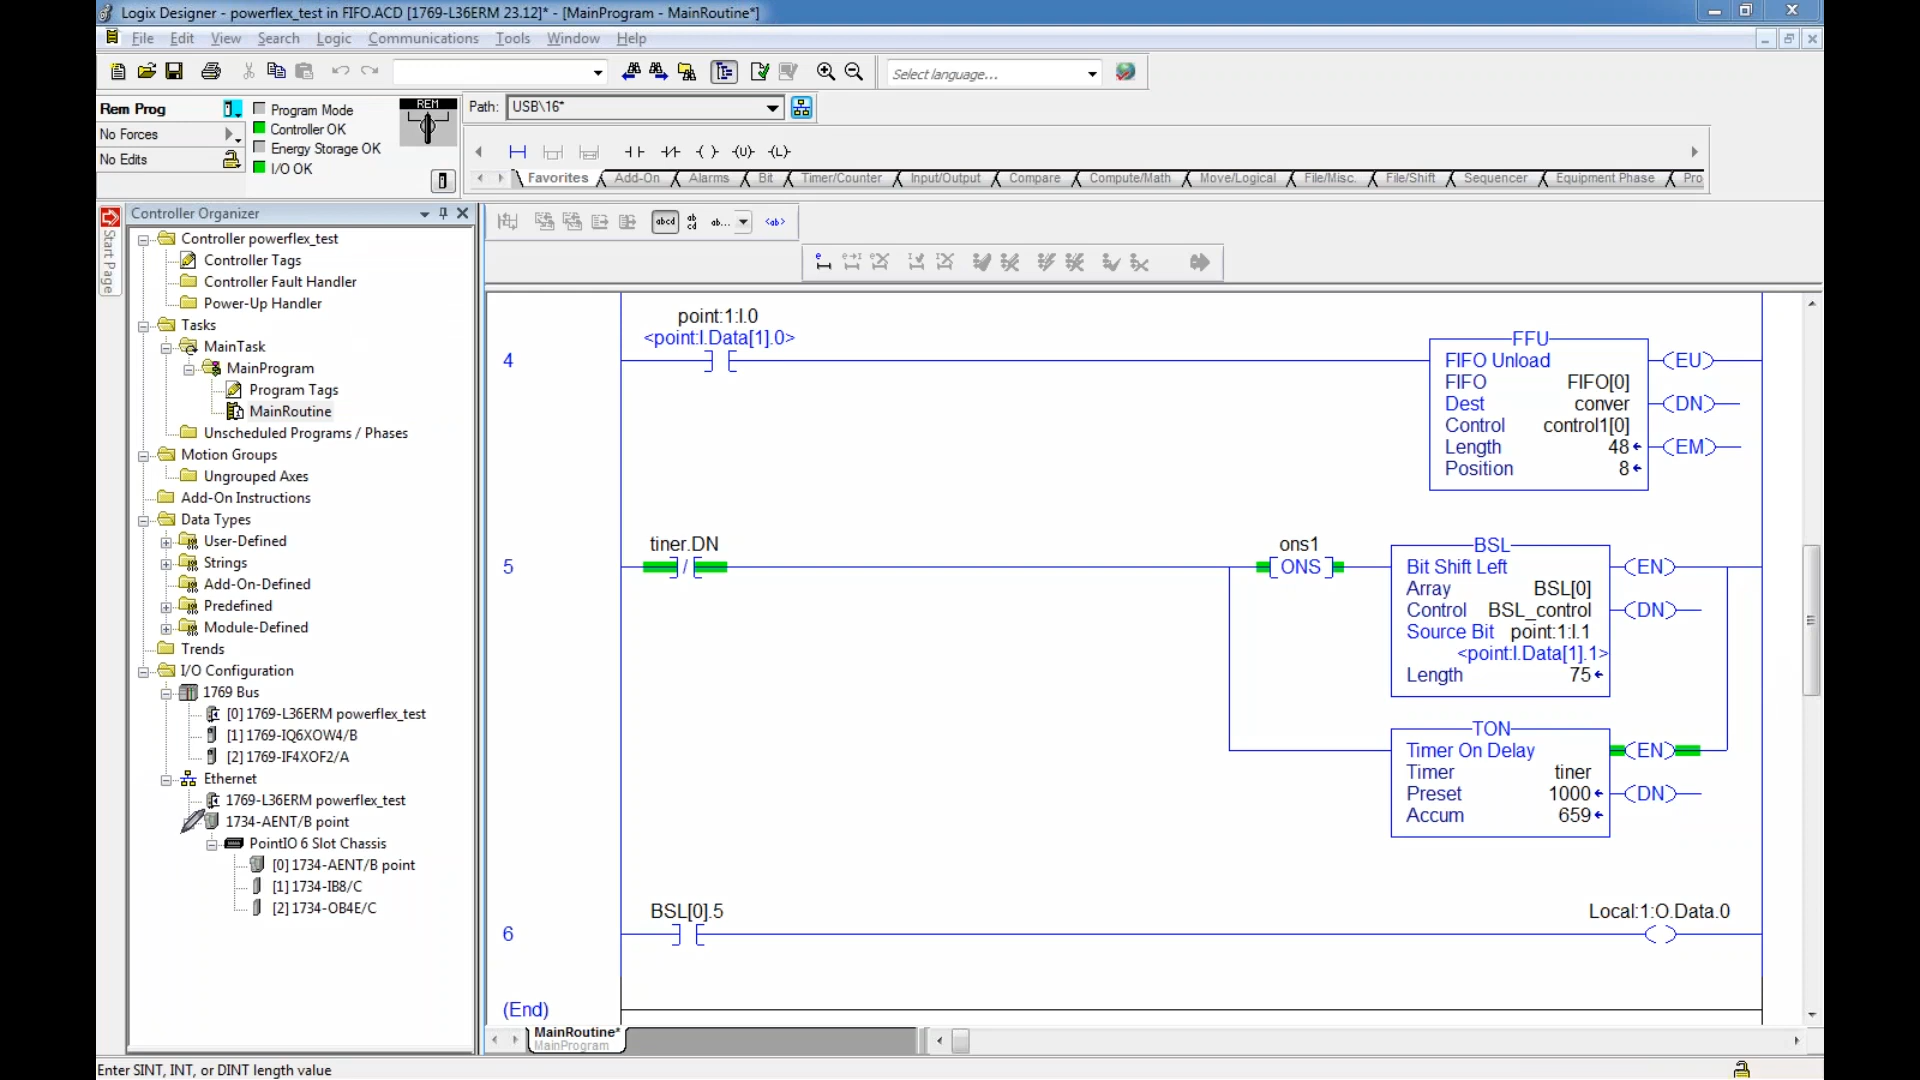 Logix Designer - powerflex_test in FIFO.ACD [1769-L36ERM 23.12]* - [MainProgram - MainRoutine*]
File Edit View Search Logic Communications Tools Window Help
Select language...
Rem Prog
No Forces
No Edits
Program Mode
Controller OK
Energy Storage OK
I/O OK
REM
Path: USB\16*
(U) (L)
Favorites Add-On Alarms Bit Timer/Counter Input/Output Compare Compute/Math Move/Logical File/Misc. File/Shift Sequencer Equipment Phase Pro
Start Page
Controller Organizer
Controller powerflex_test
Controller Tags
Controller Fault Handler
Power-Up Handler
Tasks
MainTask
MainProgram
Program Tags
MainRoutine
Unscheduled Programs / Phases
Motion Groups
Ungrouped Axes
Add-On Instructions
Data Types
User-Defined
Strings
Add-On-Defined
Predefined
Module-Defined
Trends
I/O Configuration
1769 Bus
[0] 1769-L36ERM powerflex_test
[1] 1769-IQ6XOW4/B
[2] 1769-IF4XOF2/A
Ethernet
1769-L36ERM powerflex_test
1734-AENT/B point
PointIO 6 Slot Chassis
[0] 1734-AENT/B point
[1] 1734-IB8/C
[2] 1734-OB4E/C
abcd ab cd ab... <ab>
point:1:I.0
<point:I.Data[1].0>
4
FFU
FIFO Unload
FIFO FIFO[0]
Dest conver
Control control1[0]
Length 48
Position 8
(EU)
(DN)
(EM)
5
tiner.DN
ons1
ONS
BSL
Bit Shift Left
Array BSL[0]
Control BSL_control
Source Bit point:1:I.1
<point:I.Data[1].1>
Length 75
(EN)
(DN)
TON
Timer On Delay
Timer tiner
Preset 1000
Accum 659
(EN)
(DN)
6
BSL[0].5
Local:1:O.Data.0
(End)
MainRoutine*
MainProgram
Enter SINT, INT, or DINT length value